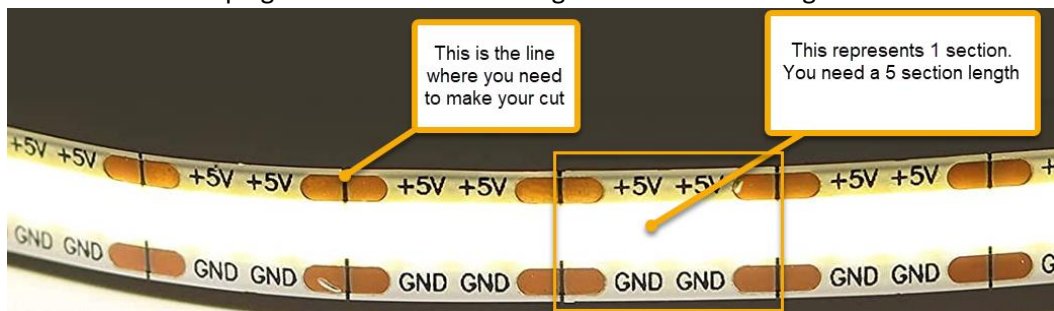 This is the line
where you need
to make your cut
This represents 1 section.
You need a 5 section length
+5V +5V +5V +5V +5V +5V +5V +5V +5V +5V +
GND GND GND GND GND GND GND GND GND GND G